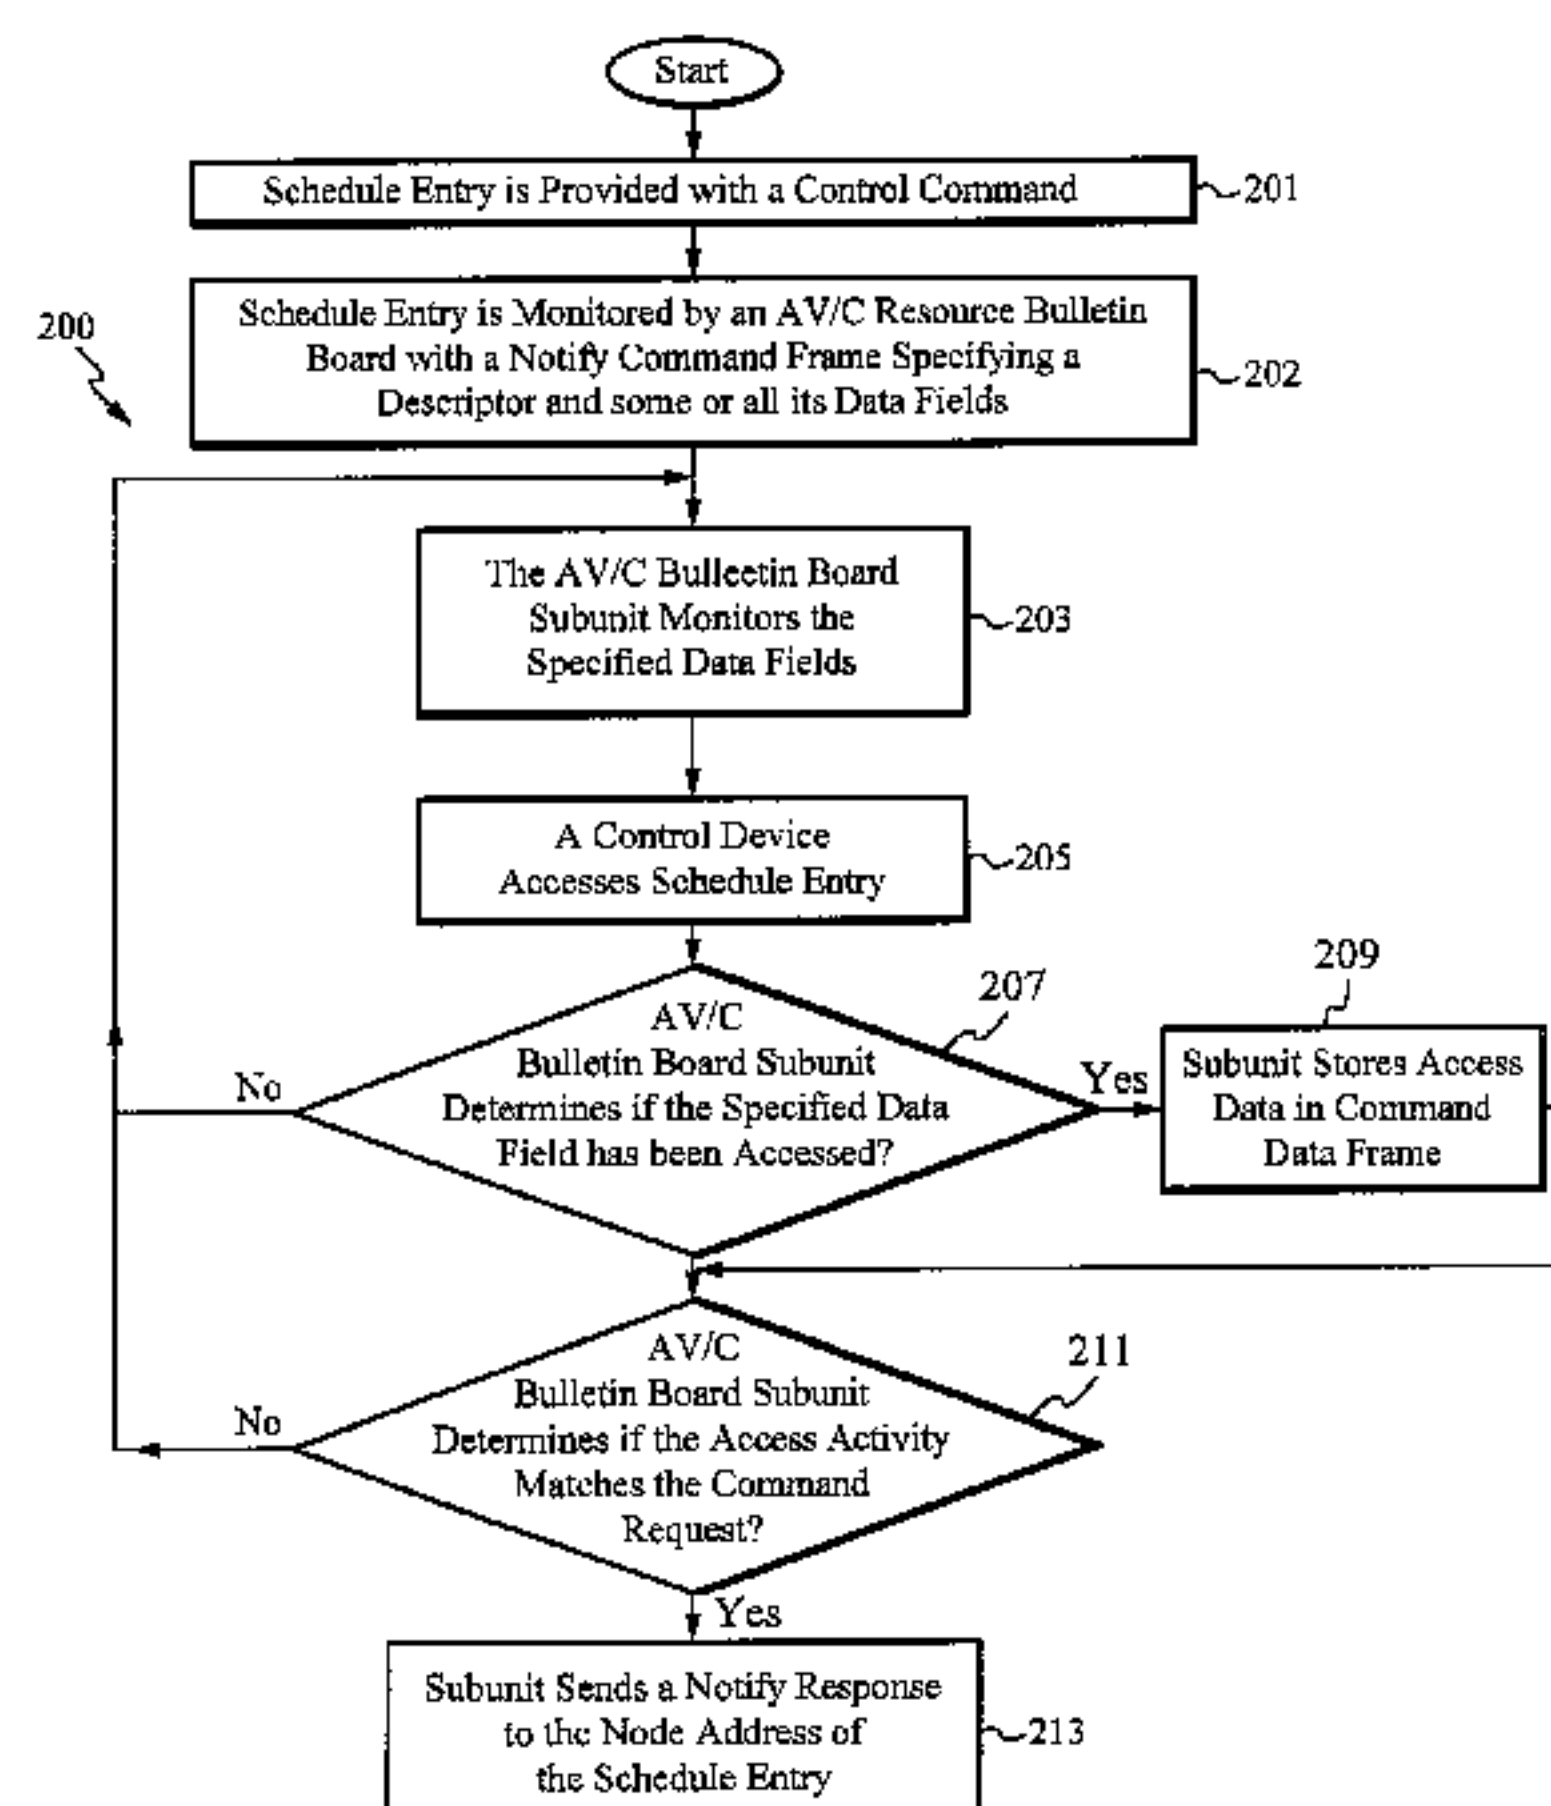 Start
Schedule Entry is Provided with a Control Command
201
200
Schedule Entry is Monitored by an AV/C Resource Bulletin
Board with a Notify Command Frame Specifying a
Descriptor and some or all its Data Fields
202
The AV/C Bulleetin Board
Subunit Monitors the
Specified Data Fields
203
A Control Device
Accesses Schedule Entry
205
207
AV/C
Bulletin Board Subunit
Determines if the Specified Data
Field has been Accessed?
No
Yes
209
Subunit Stores Access
Data in Command
Data Frame
211
AV/C
Bulletin Board Subunit
Determines if the Access Activity
Matches the Command
Request?
No
Yes
Subunit Sends a Notify Response
to the Node Address of
the Schedule Entry
213